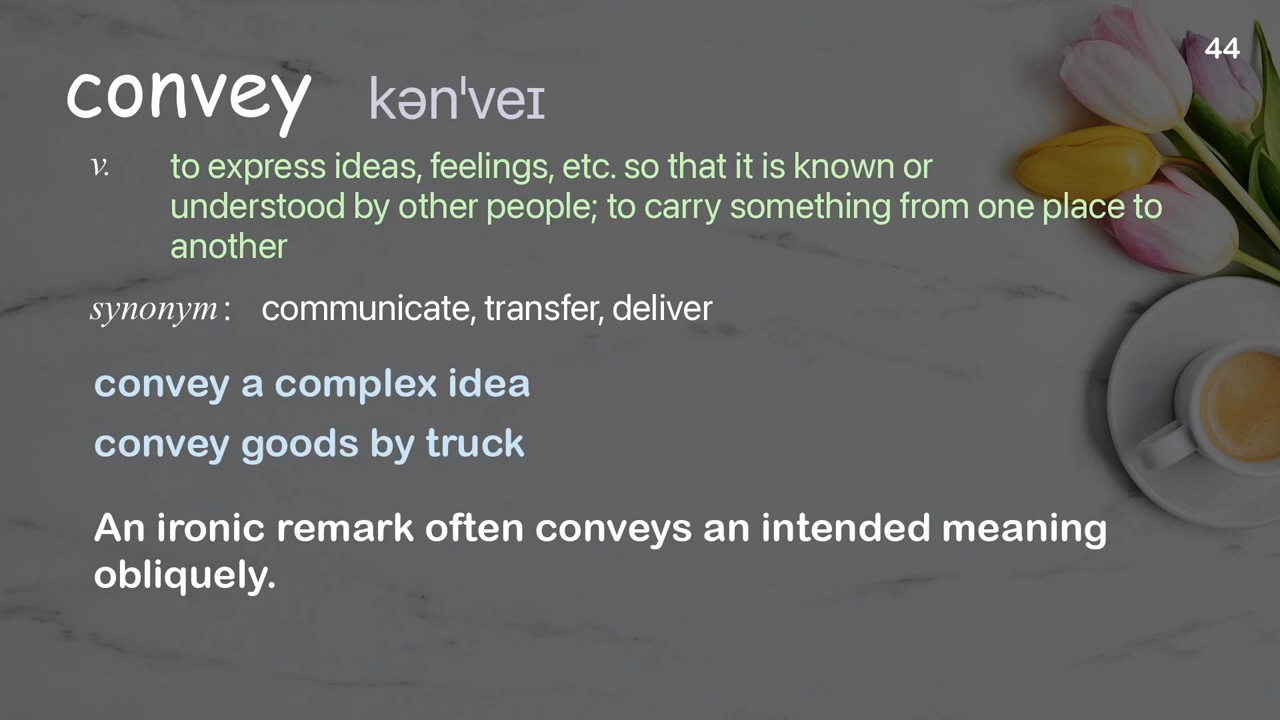 44
convey kən'veɪ
v. to express ideas, feelings, etc. so that it is known or
understood by other people; to carry something from one place to
another
synonym : communicate, transfer, deliver
convey a complex idea
convey goods by truck
An ironic remark often conveys an intended meaning
obliquely.